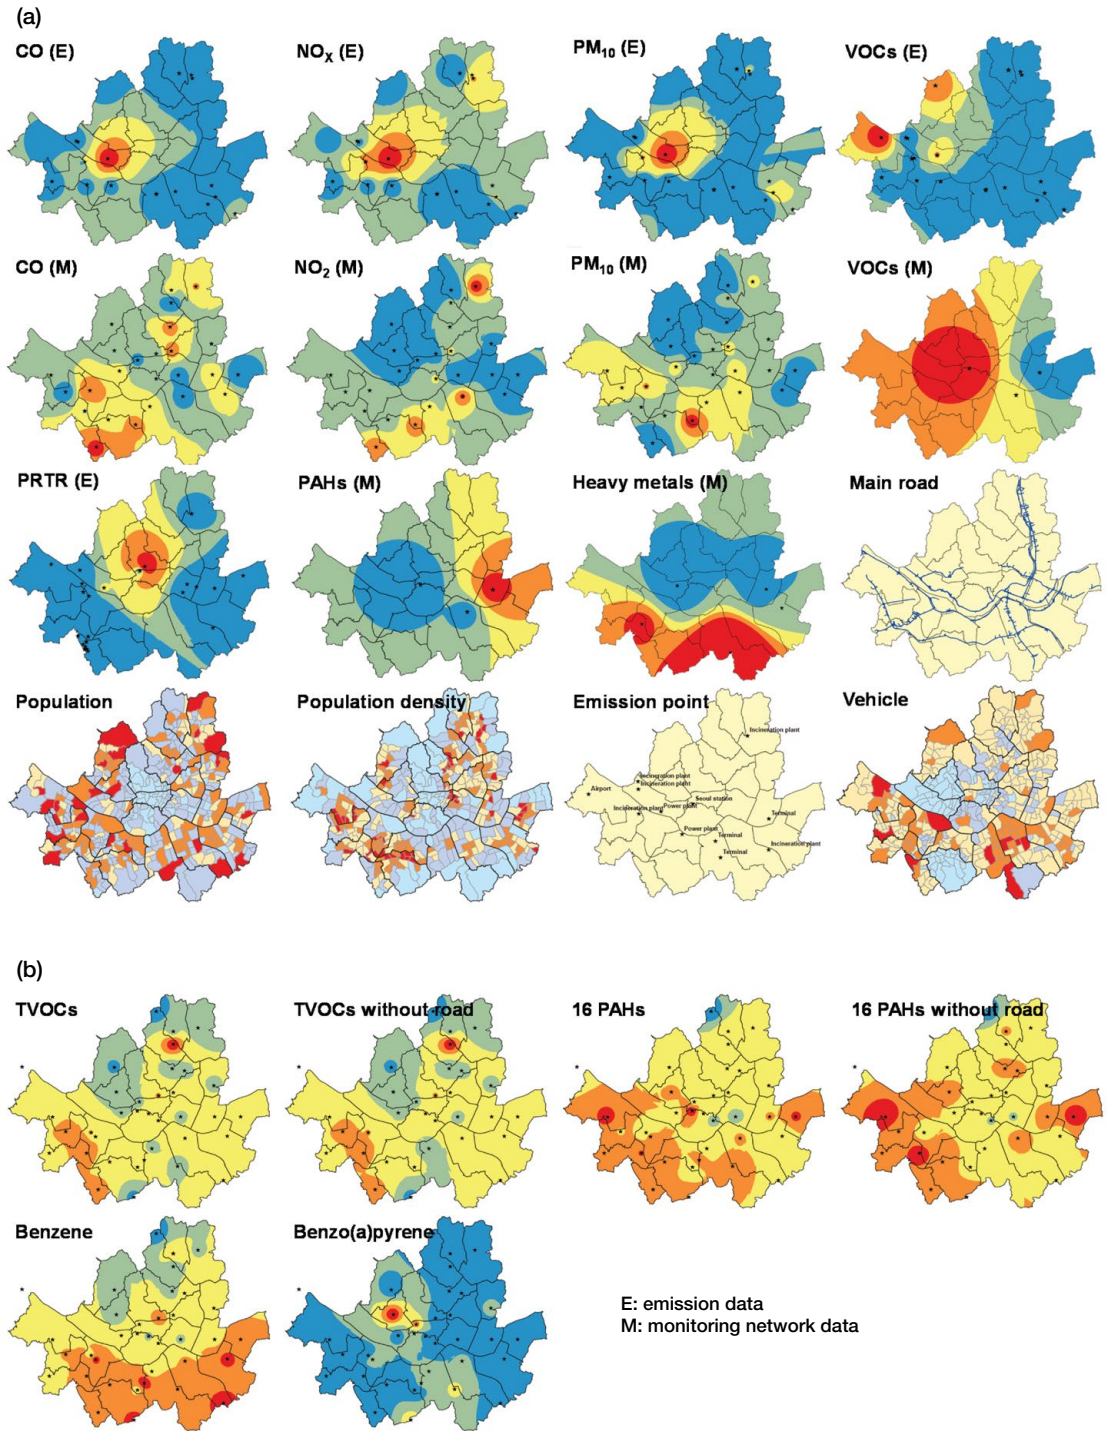 (a)
CO (E)
NOX (E)
PM10 (E)
VOCs (E)
CO (M)
NO2 (M)
PM10 (M)
VOCs (M)
PRTR (E)
PAHs (M)
Heavy metals (M)
Main road
Population
Population density
Emission point
Vehicle
Incineration plant
Incineration plant
Incineration plant
Airport
Seoul station
Incineration plant
Power plant
Terminal
Power plant
Terminal
Incineration plant
Terminal
(b)
TVOCs
TVOCs without road
16 PAHs
16 PAHs without road
Benzene
Benzo(a)pyrene
E: emission data
M: monitoring network data